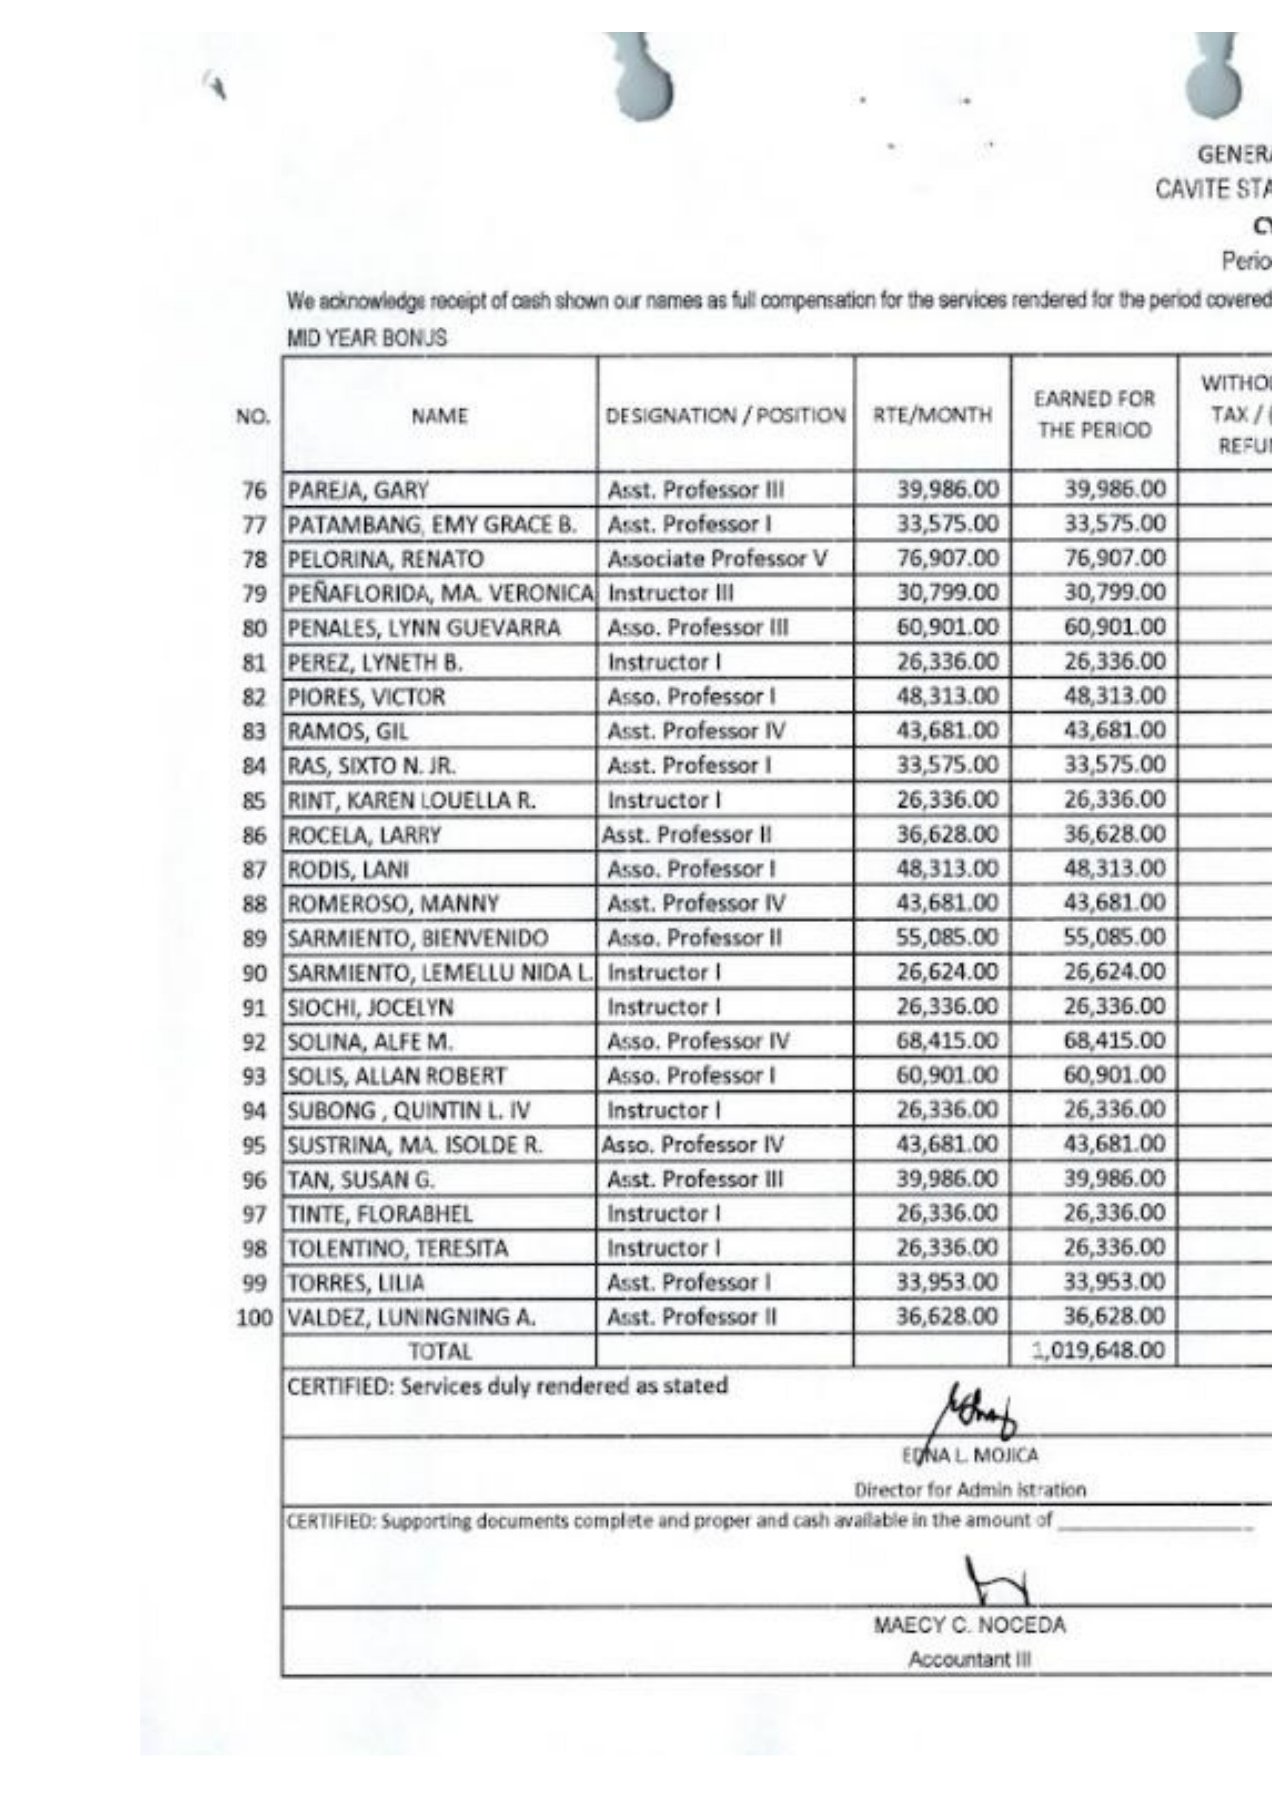 GENERA
CAVITE STA
CY
Perio
We acknowledge receipt of cash shown our names as full compensation for the services rendered for the period covered
MID YEAR BONUS
NO. NAME DESIGNATION / POSITION RTE/MONTH EARNED FOR THE PERIOD WITHO TAX / ( REFU
76 PAREJA, GARY Asst. Professor III 39,986.00 39,986.00
77 PATAMBANG, EMY GRACE B. Asst. Professor I 33,575.00 33,575.00
78 PELORINA, RENATO Associate Professor V 76,907.00 76,907.00
79 PEÑAFLORIDA, MA. VERONICA Instructor III 30,799.00 30,799.00
80 PENALES, LYNN GUEVARRA Asso. Professor III 60,901.00 60,901.00
81 PEREZ, LYNETH B. Instructor I 26,336.00 26,336.00
82 PIORES, VICTOR Asso. Professor I 48,313.00 48,313.00
83 RAMOS, GIL Asst. Professor IV 43,681.00 43,681.00
84 RAS, SIXTO N. JR. Asst. Professor I 33,575.00 33,575.00
85 RINT, KAREN LOUELLA R. Instructor I 26,336.00 26,336.00
86 ROCELA, LARRY Asst. Professor II 36,628.00 36,628.00
87 RODIS, LANI Asso. Professor I 48,313.00 48,313.00
88 ROMEROSO, MANNY Asst. Professor IV 43,681.00 43,681.00
89 SARMIENTO, BIENVENIDO Asso. Professor II 55,085.00 55,085.00
90 SARMIENTO, LEMELLU NIDA L. Instructor I 26,624.00 26,624.00
91 SIOCHI, JOCELYN Instructor I 26,336.00 26,336.00
92 SOLINA, ALFE M. Asso. Professor IV 68,415.00 68,415.00
93 SOLIS, ALLAN ROBERT Asso. Professor I 60,901.00 60,901.00
94 SUBONG , QUINTIN L. IV Instructor I 26,336.00 26,336.00
95 SUSTRINA, MA. ISOLDE R. Asso. Professor IV 43,681.00 43,681.00
96 TAN, SUSAN G. Asst. Professor III 39,986.00 39,986.00
97 TINTE, FLORABHEL Instructor I 26,336.00 26,336.00
98 TOLENTINO, TERESITA Instructor I 26,336.00 26,336.00
99 TORRES, LILIA Asst. Professor I 33,953.00 33,953.00
100 VALDEZ, LUNINGNING A. Asst. Professor II 36,628.00 36,628.00
TOTAL 1,019,648.00
CERTIFIED: Services duly rendered as stated
EDNA L. MOJICA
Director for Admin istration
CERTIFIED: Supporting documents complete and proper and cash available in the amount of
MAECY C. NOCEDA
Accountant III